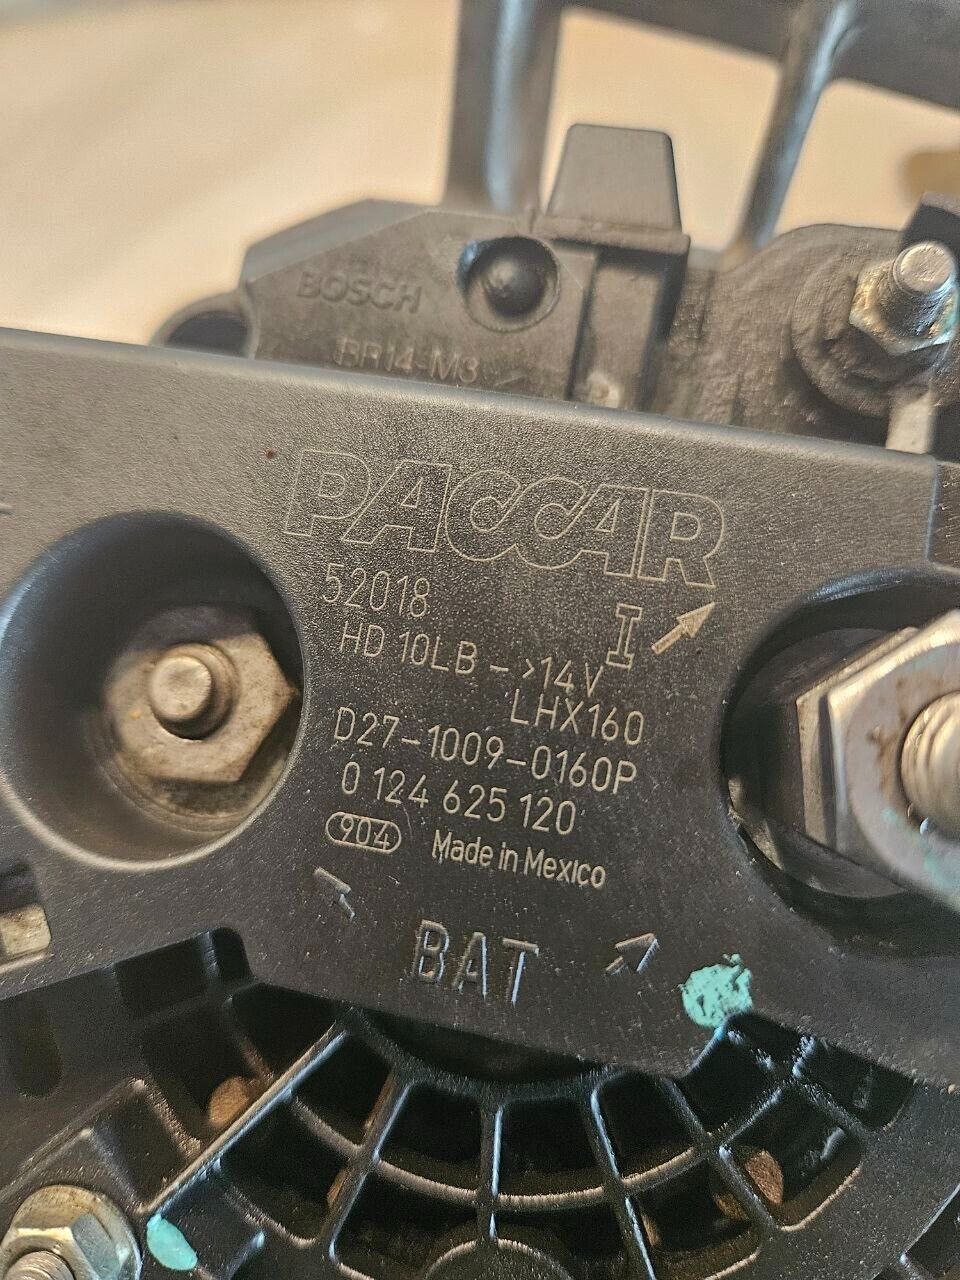 BOSCH
BR14-M3
PACCAR
52018
I
HD 10LB ->14V
LHX160
D27-1009-0160P
0 124 625 120
904 Made in Mexico
BAT